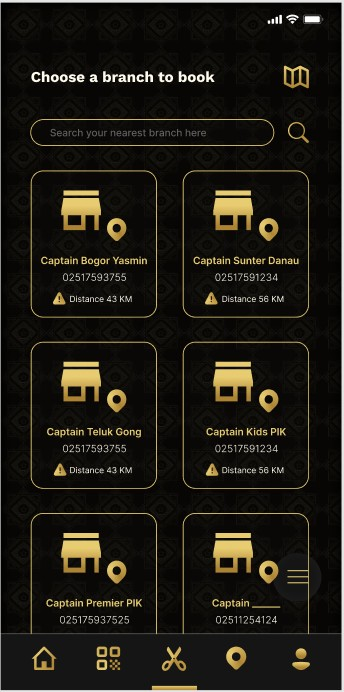 Choose a branch to book
Search your nearest branch here
Captain Bogor Yasmin
02517593755
Distance 43 KM
Captain Sunter Danau
02517591234
Distance 56 KM
Captain Teluk Gong
02517593755
Distance 43 KM
Captain Kids PIK
02517591234
Distance 56 KM
Captain Premier PIK
025175937525
Captain ____
02511254124